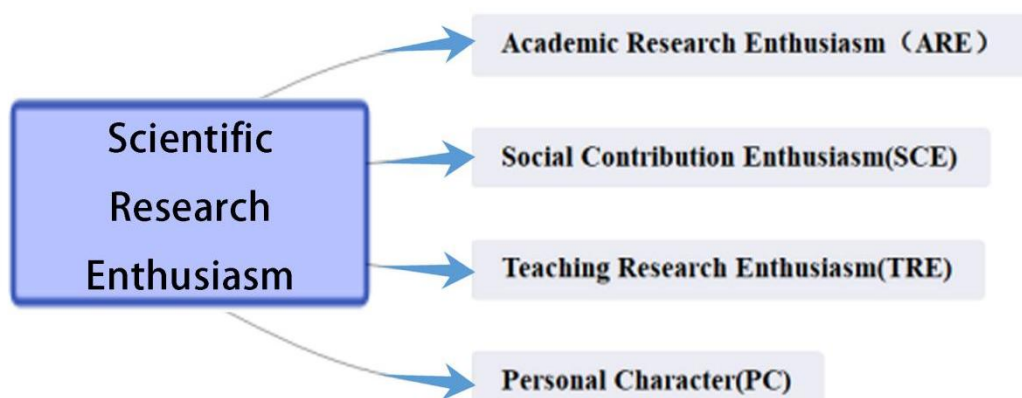 Scientific
Research
Enthusiasm
Academic Research Enthusiasm（ARE）
Social Contribution Enthusiasm(SCE)
Teaching Research Enthusiasm(TRE)
Personal Character(PC)